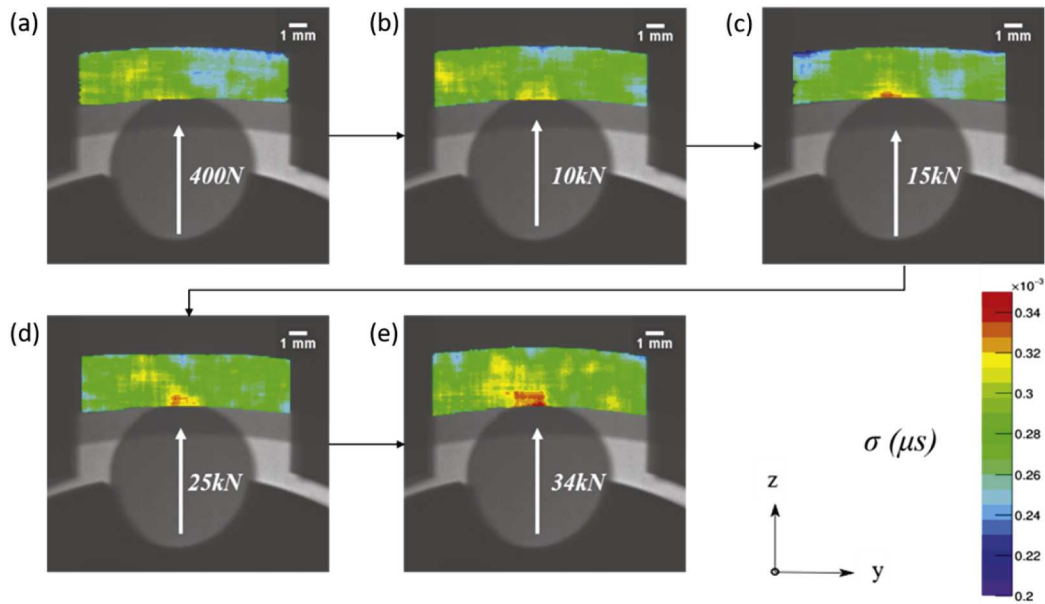 (a)
1 mm
400N
(b)
1 mm
10kN
(c)
1 mm
15kN
(d)
1 mm
25kN
(e)
1 mm
34kN
×10⁻³
0.34
0.32
0.3
0.28
0.26
0.24
0.22
0.2
σ (μs)
z
y